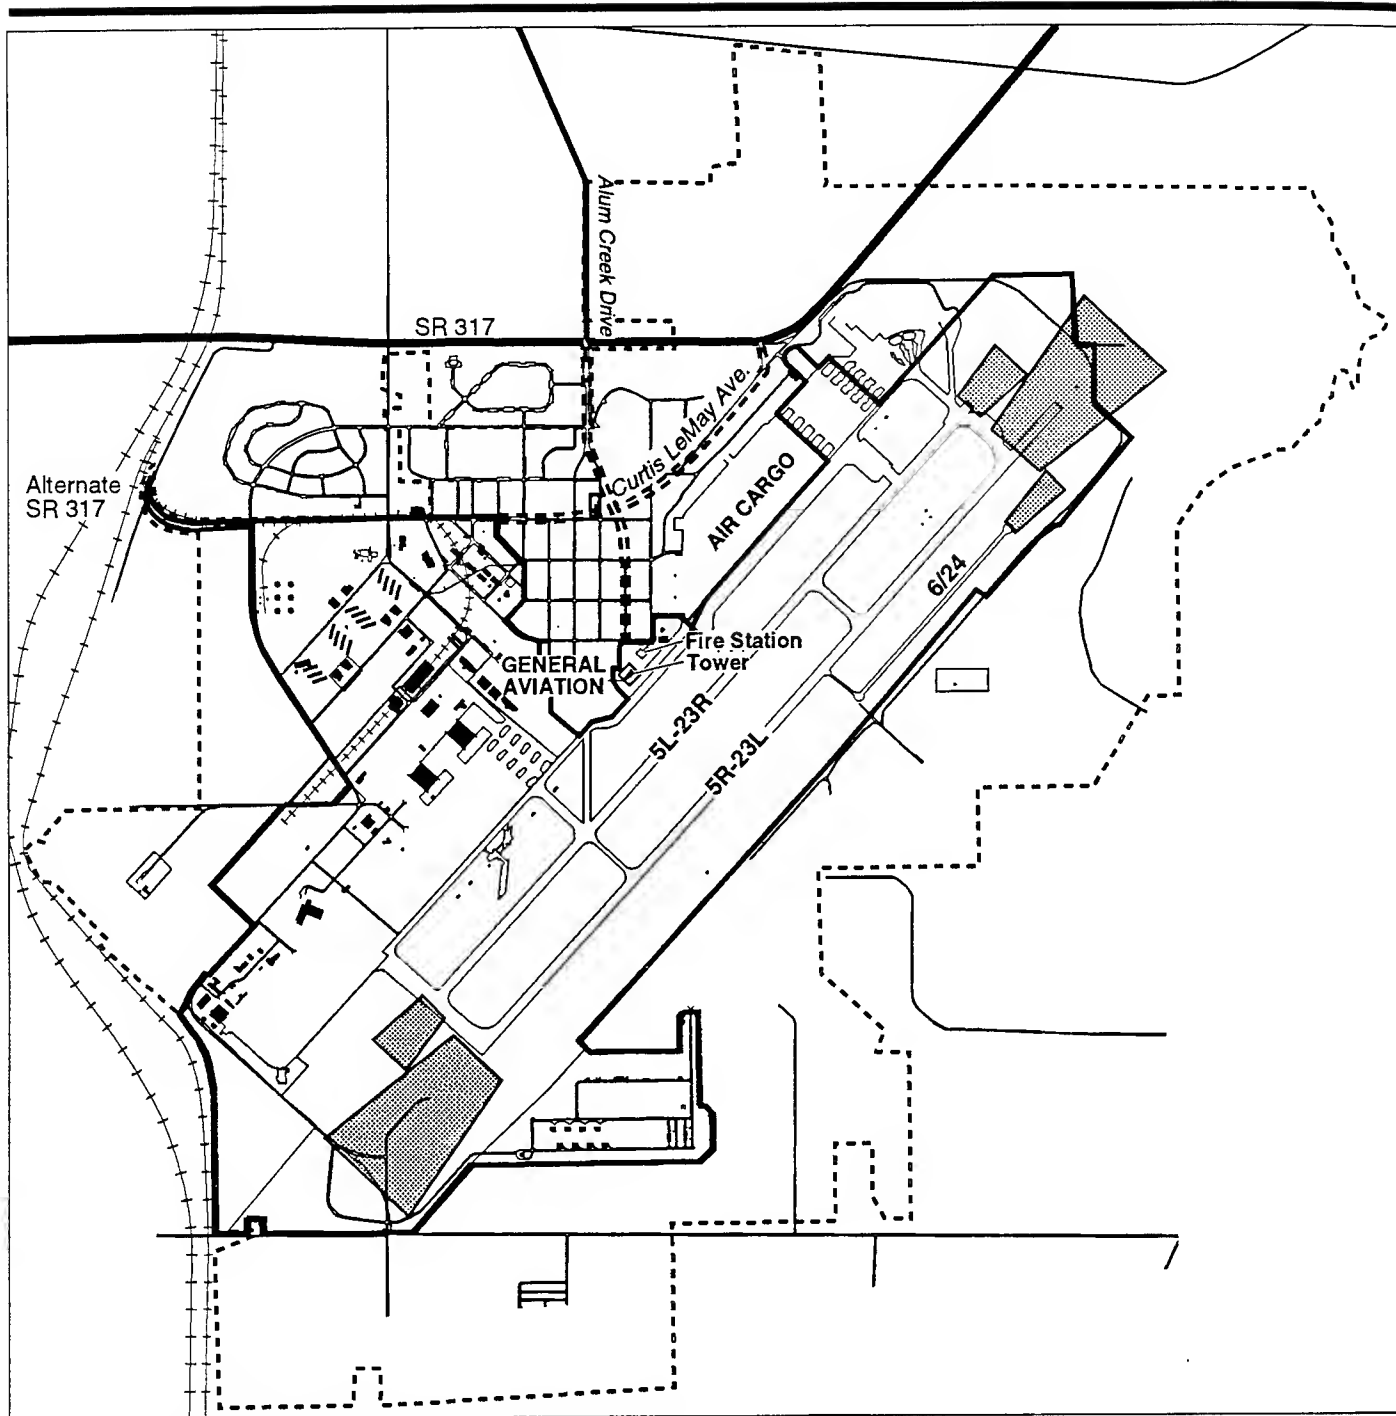 Alum Creek Drive
SR 317
Curtis LeMay Ave.
Alternate
SR 317
AIR CARGO
6/24
Fire Station
Tower
GENERAL
AVIATION
5L-23R
5R-23L